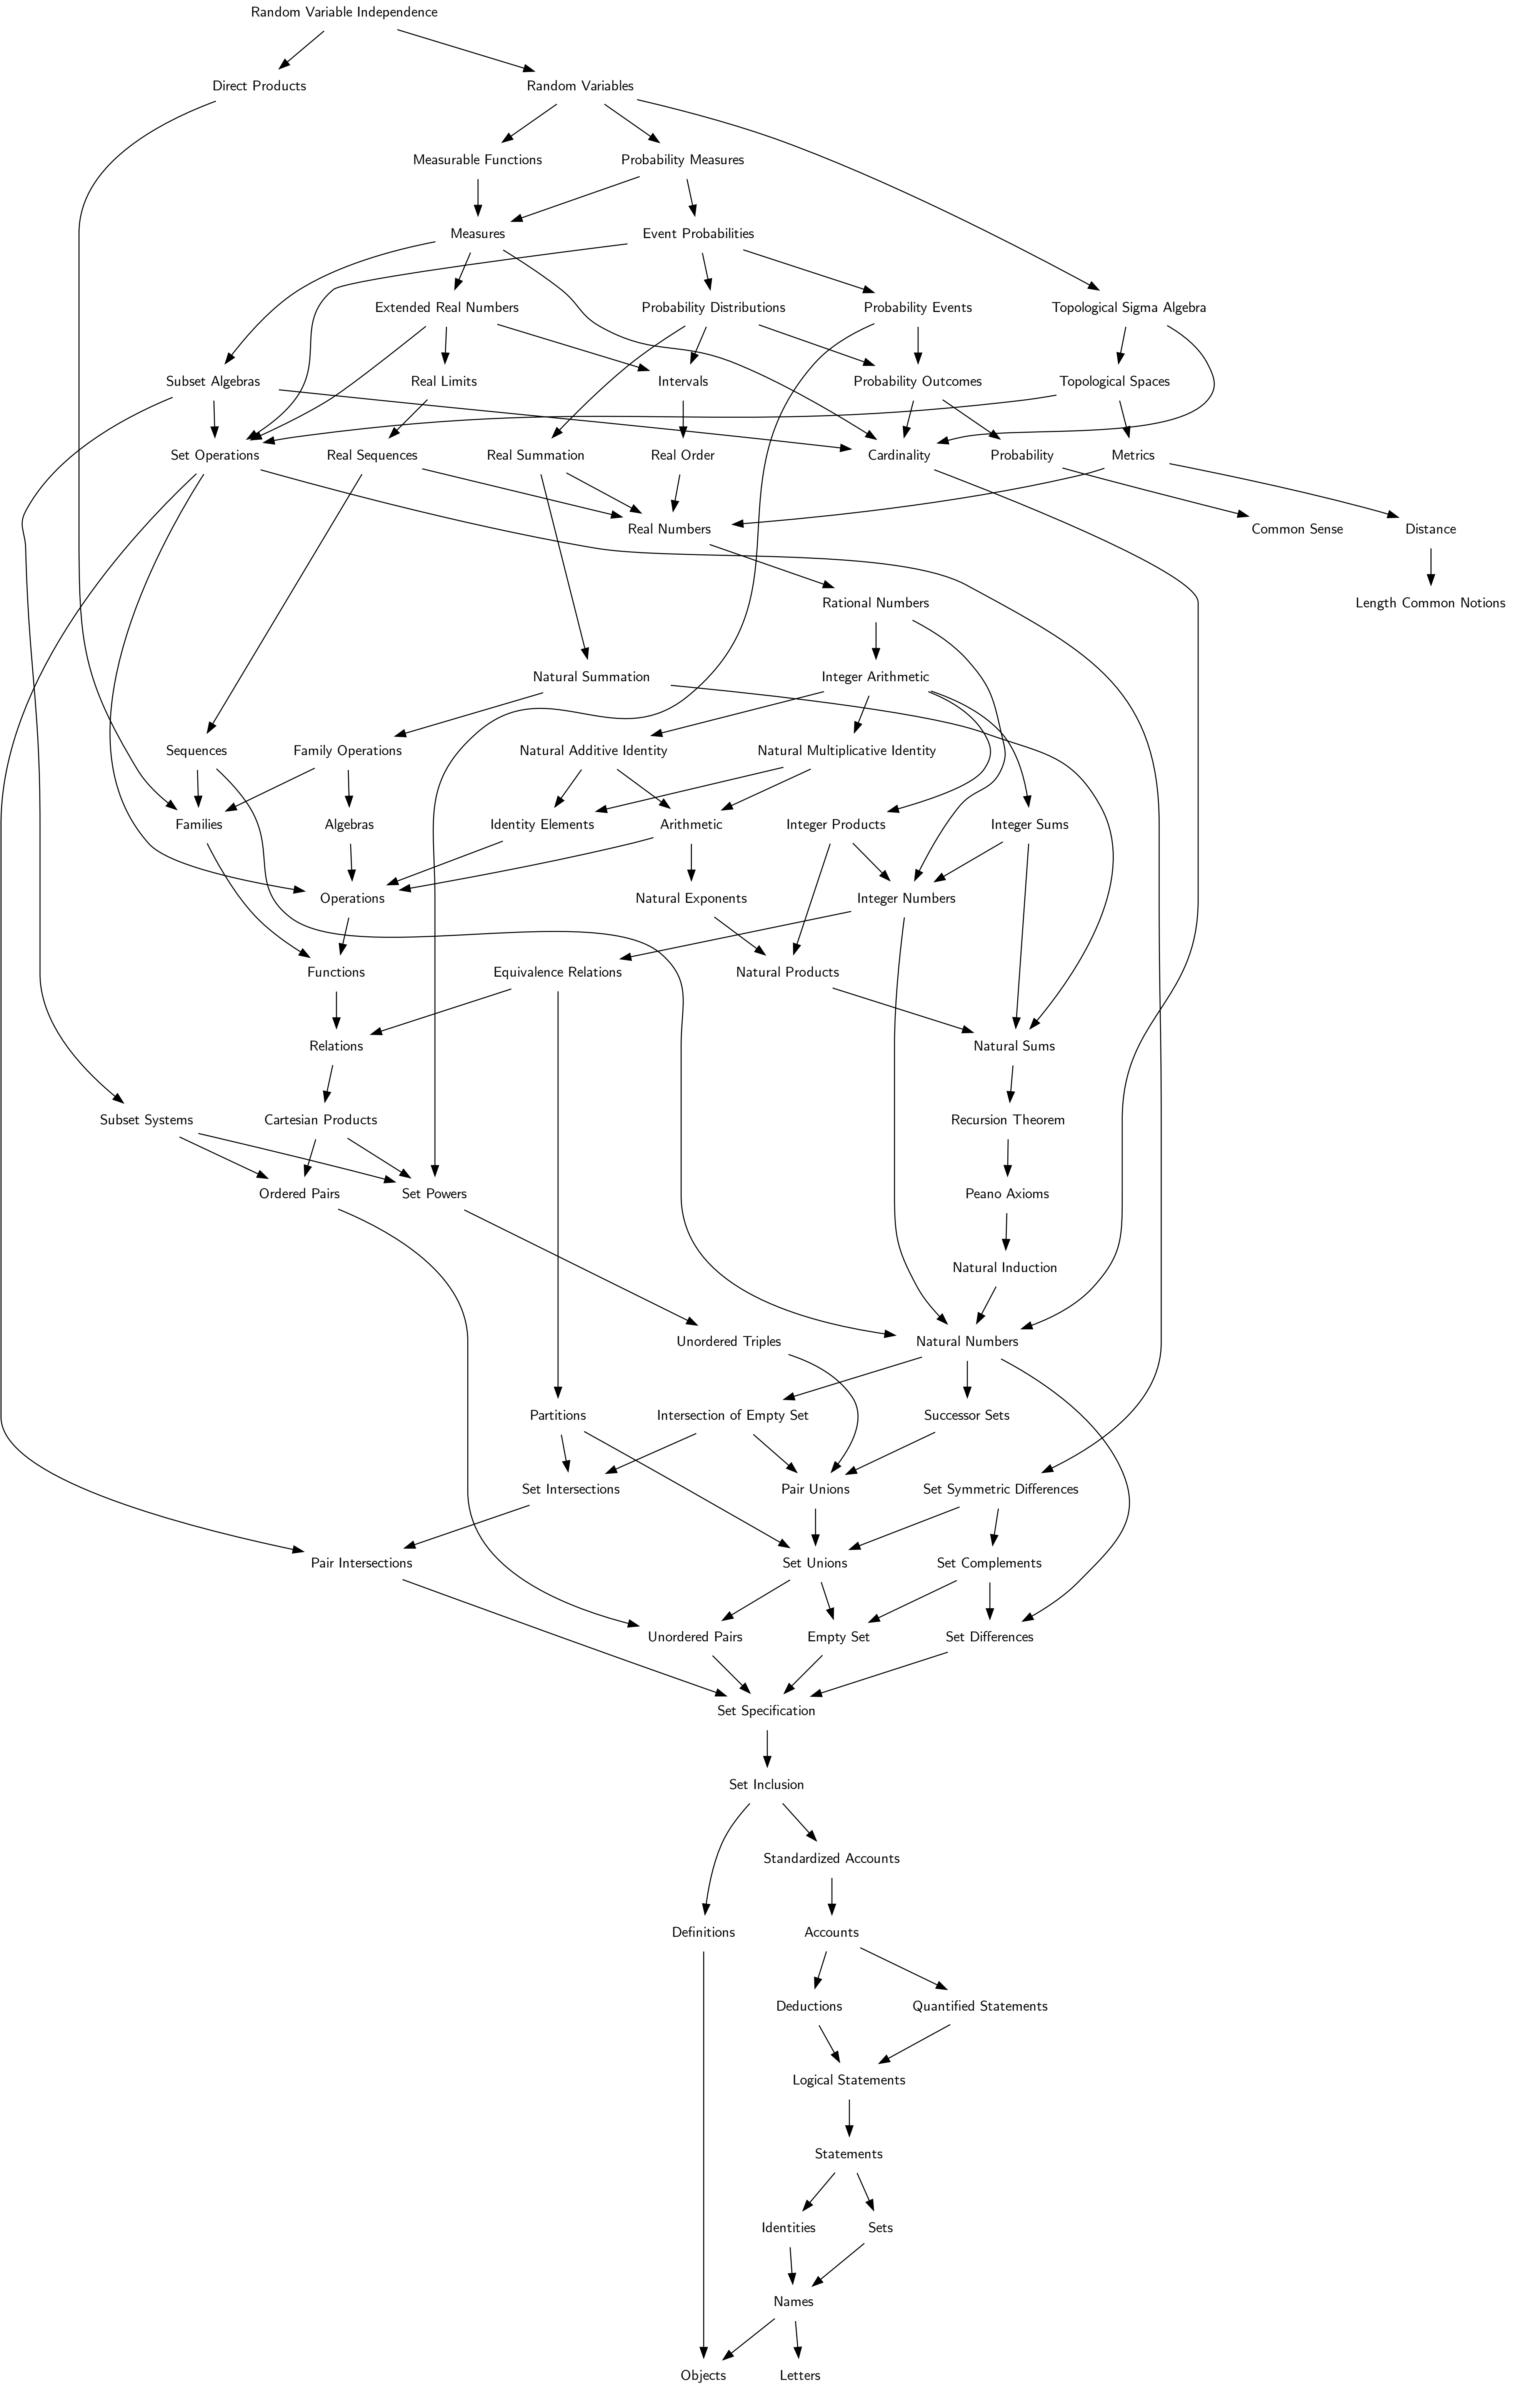 Random Variable Independence
Direct Products
Random Variables
Measurable Functions
Probability Measures
Measures
Event Probabilities
Extended Real Numbers
Probability Distributions
Probability Events
Topological Sigma Algebra
Subset Algebras
Real Limits
Intervals
Probability Outcomes
Topological Spaces
Set Operations
Real Sequences
Real Summation
Real Order
Cardinality
Probability
Metrics
Real Numbers
Common Sense
Distance
Rational Numbers
Length Common Notions
Natural Summation
Integer Arithmetic
Sequences
Family Operations
Natural Additive Identity
Natural Multiplicative Identity
Families
Algebras
Identity Elements
Arithmetic
Integer Products
Integer Sums
Operations
Natural Exponents
Integer Numbers
Functions
Equivalence Relations
Natural Products
Relations
Natural Sums
Subset Systems
Cartesian Products
Recursion Theorem
Ordered Pairs
Set Powers
Peano Axioms
Natural Induction
Unordered Triples
Natural Numbers
Partitions
Intersection of Empty Set
Successor Sets
Set Intersections
Pair Unions
Set Symmetric Differences
Pair Intersections
Set Unions
Set Complements
Unordered Pairs
Empty Set
Set Differences
Set Specification
Set Inclusion
Standardized Accounts
Definitions
Accounts
Deductions
Quantified Statements
Logical Statements
Statements
Identities
Sets
Names
Objects
Letters